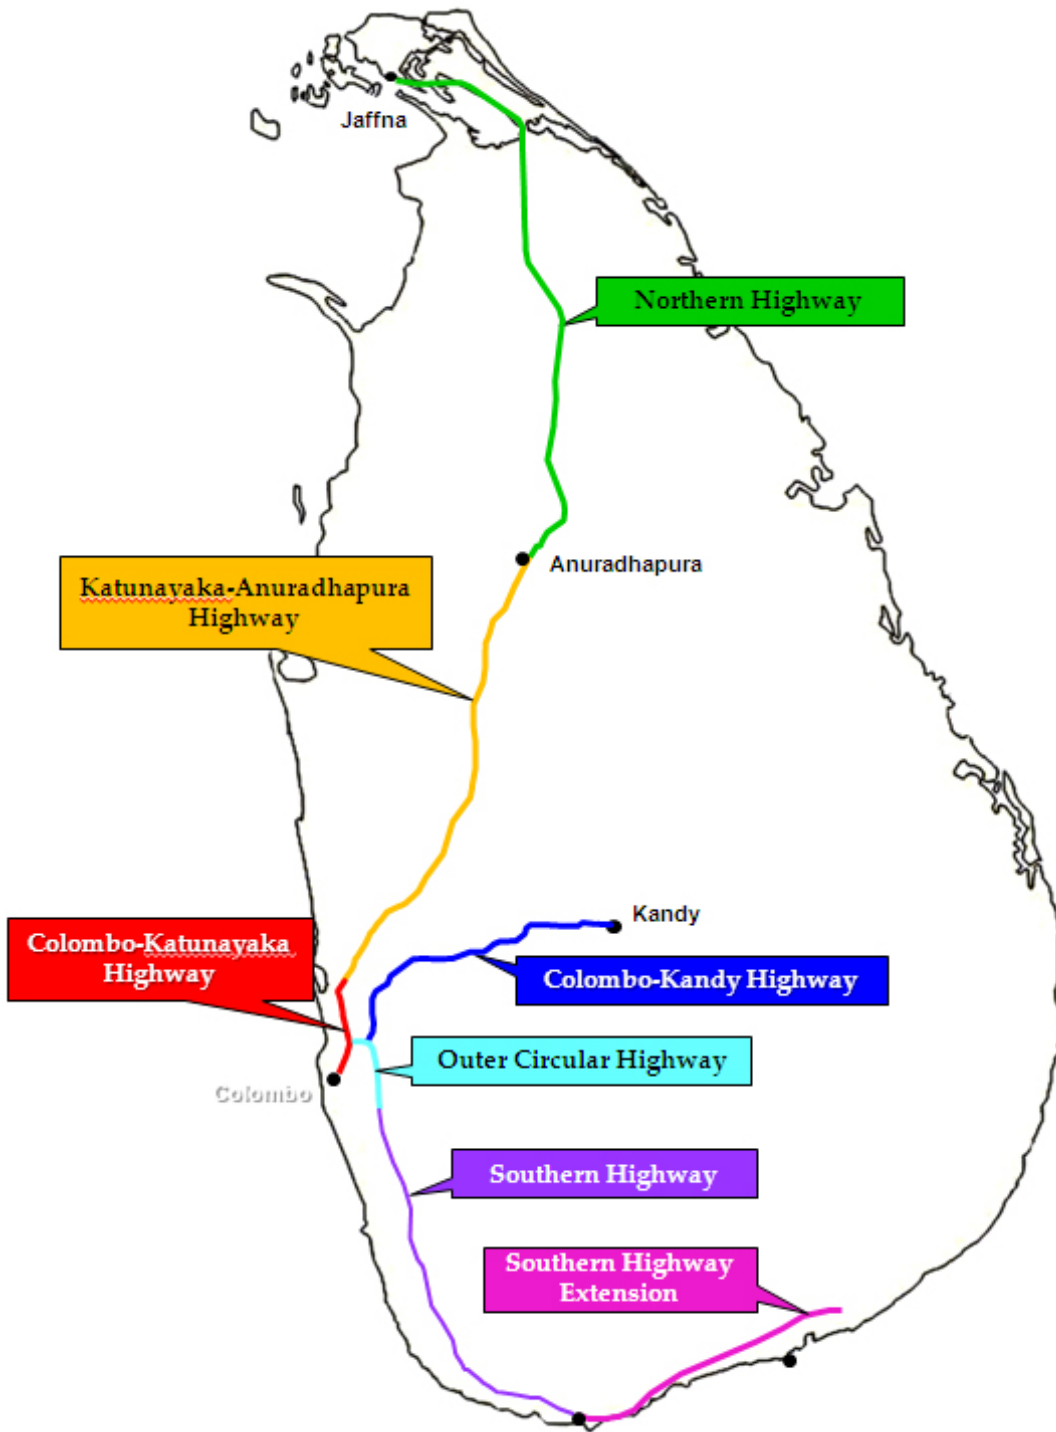 Jaffna
Northern Highway
Anuradhapura
Katunayaka-Anuradhapura
Highway
Kandy
Colombo-Katunayaka
Highway
Colombo-Kandy Highway
Outer Circular Highway
Colombo
Southern Highway
Southern Highway
Extension